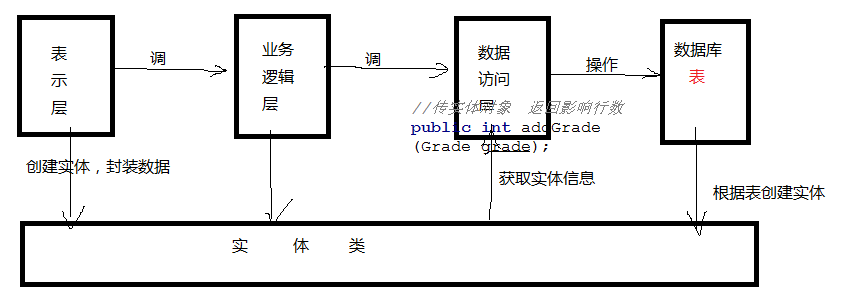 表
示
层
调
业务
逻辑
层
调
数据
访问
层
操作
数据库
表
//传实体对象  返回影响行数
public int addGrade
(Grade grade);
创建实体，封装数据
获取实体信息
根据表创建实体
实 体 类